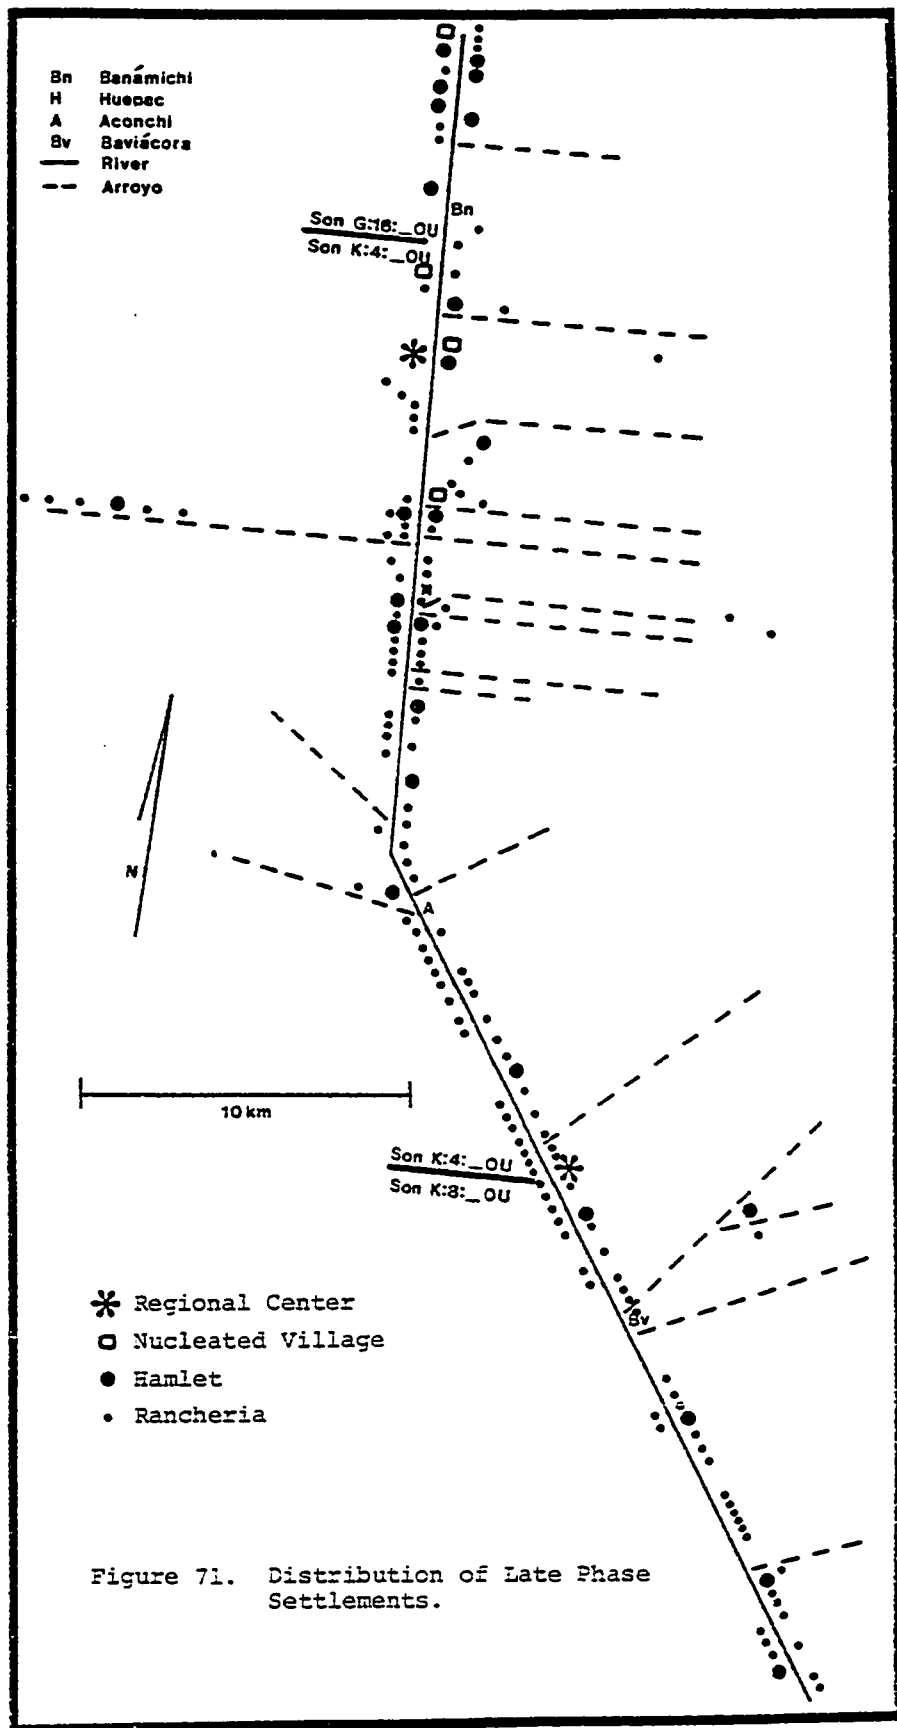 Bn Banámichi
H Huepac
A Aconchi
Bv Baviácora
River
Arroyo
Bn
Son G:16:_OU
Son K:4:_OU
H
N
A
10 km
Son K:4:_OU
Son K:8:_OU
Bv
Regional Center
Nucleated Village
Hamlet
Rancheria
Figure 71. Distribution of Late Phase
Settlements.